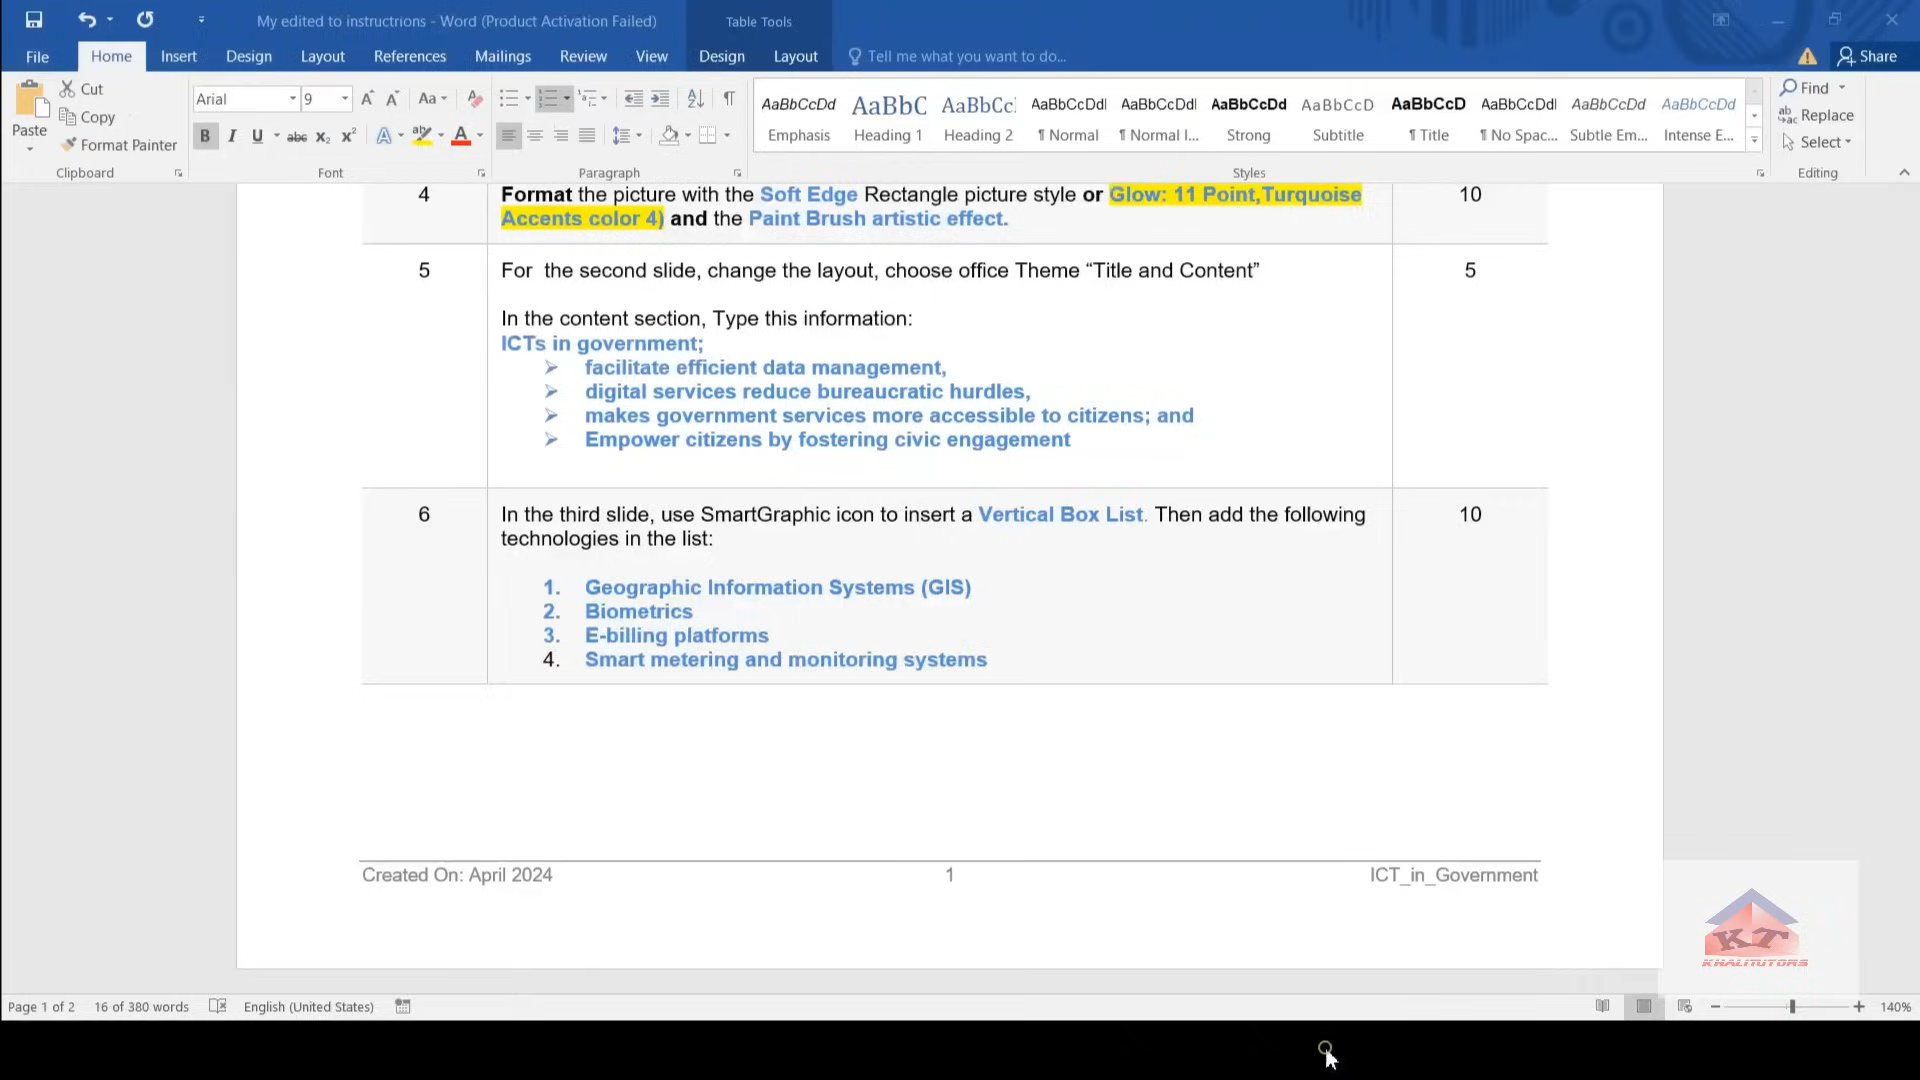 My edited to instructrions - Word (Product Activation Failed)
Table Tools
File Home Insert Design Layout References Mailings Review View Design Layout Tell me what you want to do... Share
Paste
Cut
Copy
Format Painter
Clipboard
Arial 9
Aa
B I U abc X₂ X² A ab A
Font
Paragraph
AaBbCcDd AaBbC AaBbCc AaBbCcDdI AaBbCcDdI AaBbCcDd AaBbCcD AaBbCcD AaBbCcDdI AaBbCcDd AaBbCcDd
Emphasis Heading 1 Heading 2 ¶ Normal ¶ Normal I... Strong Subtitle ¶ Title ¶ No Spac... Subtle Em... Intense E...
Styles
Find
Replace
Select
Editing
4 Format the picture with the Soft Edge Rectangle picture style or Glow: 11 Point,Turquoise 10
Accents color 4) and the Paint Brush artistic effect.
5 For the second slide, change the layout, choose office Theme “Title and Content” 5
In the content section, Type this information:
ICTs in government;
➢ facilitate efficient data management,
➢ digital services reduce bureaucratic hurdles,
➢ makes government services more accessible to citizens; and
➢ Empower citizens by fostering civic engagement
6 In the third slide, use SmartGraphic icon to insert a Vertical Box List. Then add the following 10
technologies in the list:
1. Geographic Information Systems (GIS)
2. Biometrics
3. E-billing platforms
4. Smart metering and monitoring systems
Created On: April 2024 1 ICT_in_Government
KT
KHALITUTORS
Page 1 of 2 16 of 380 words English (United States) 140%